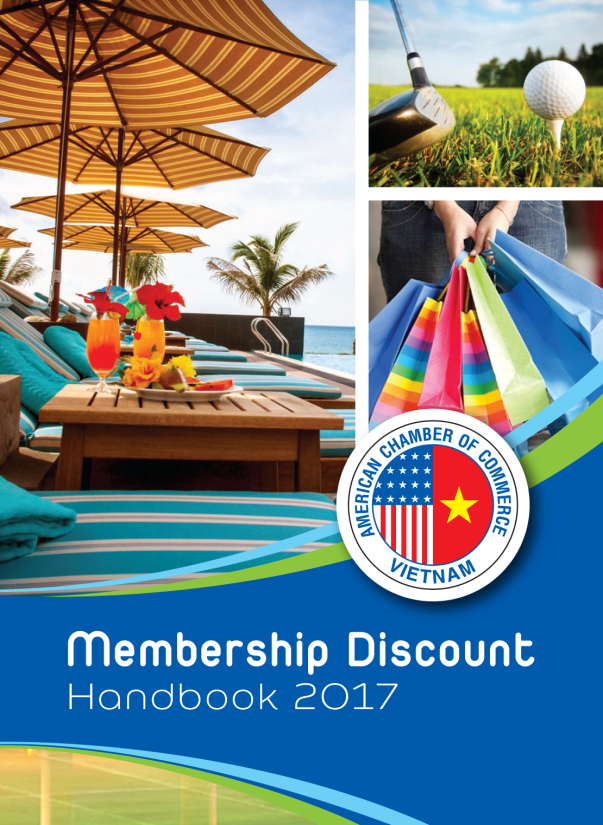 AMERICAN CHAMBER OF COMMERCE
VIETNAM
Membership Discount
Handbook 2017